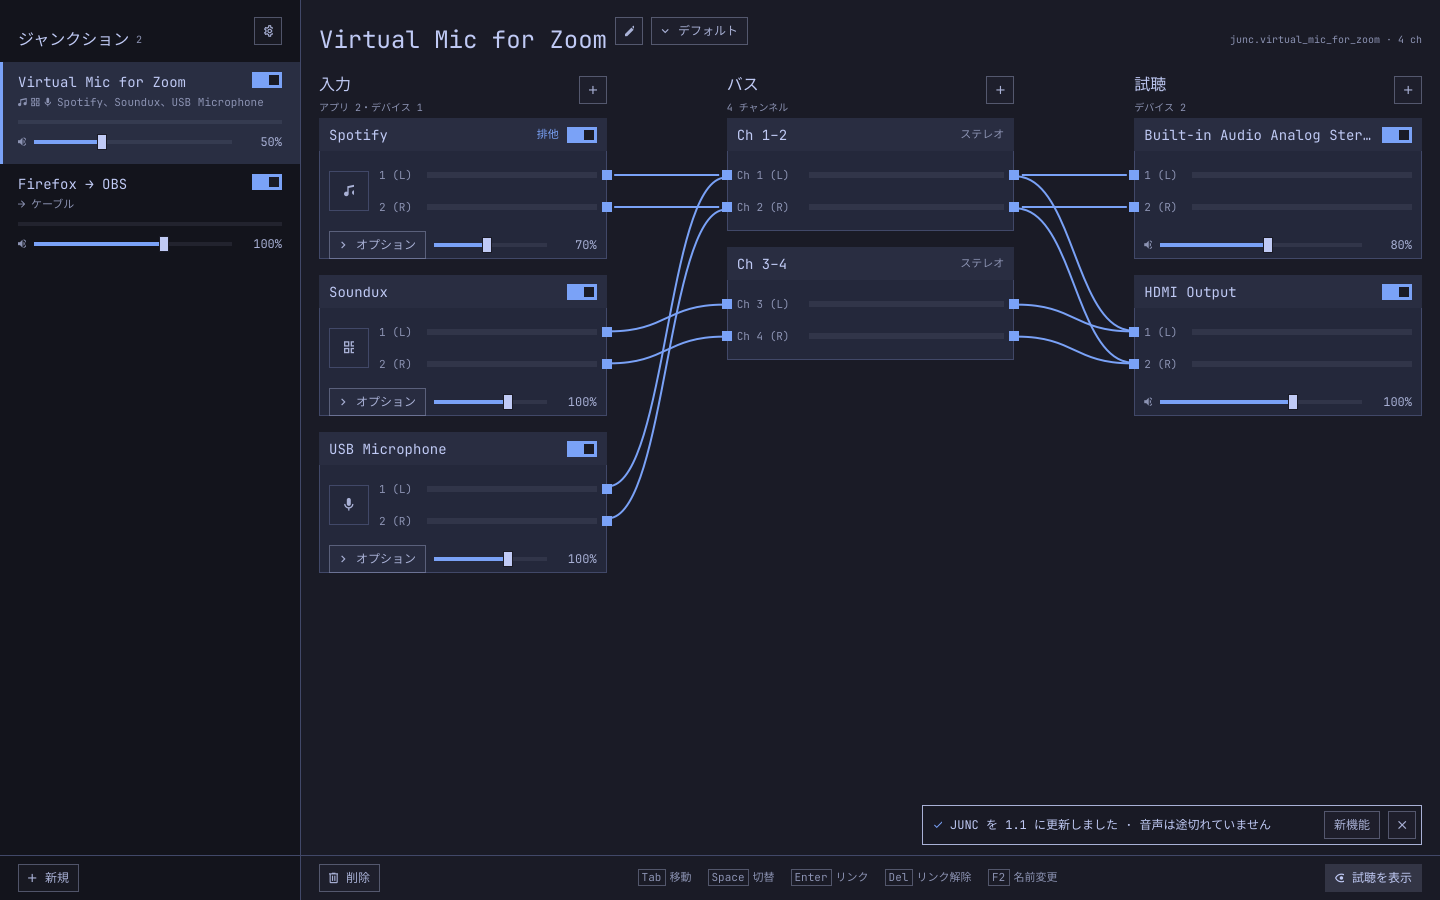 ジャンクション 2
Virtual Mic for Zoom
Spotify、Soundux、USB Microphone
50%
Firefox → OBS
→ ケーブル
100%
+ 新規
Virtual Mic for Zoom
デフォルト
junc.virtual_mic_for_zoom · 4 ch
入力
アプリ 2・デバイス 1
Spotify 排他
1 (L)
2 (R)
オプション 70%
Soundux
1 (L)
2 (R)
オプション 100%
USB Microphone
1 (L)
2 (R)
オプション 100%
バス
4 チャンネル
Ch 1–2 ステレオ
Ch 1 (L)
Ch 2 (R)
Ch 3–4 ステレオ
Ch 3 (L)
Ch 4 (R)
試聴
デバイス 2
Built-in Audio Analog Ster…
1 (L)
2 (R)
80%
HDMI Output
1 (L)
2 (R)
100%
JUNC を 1.1 に更新しました · 音声は途切れていません 新機能
削除
Tab 移動 Space 切替 Enter リンク Del リンク解除 F2 名前変更
試聴を表示